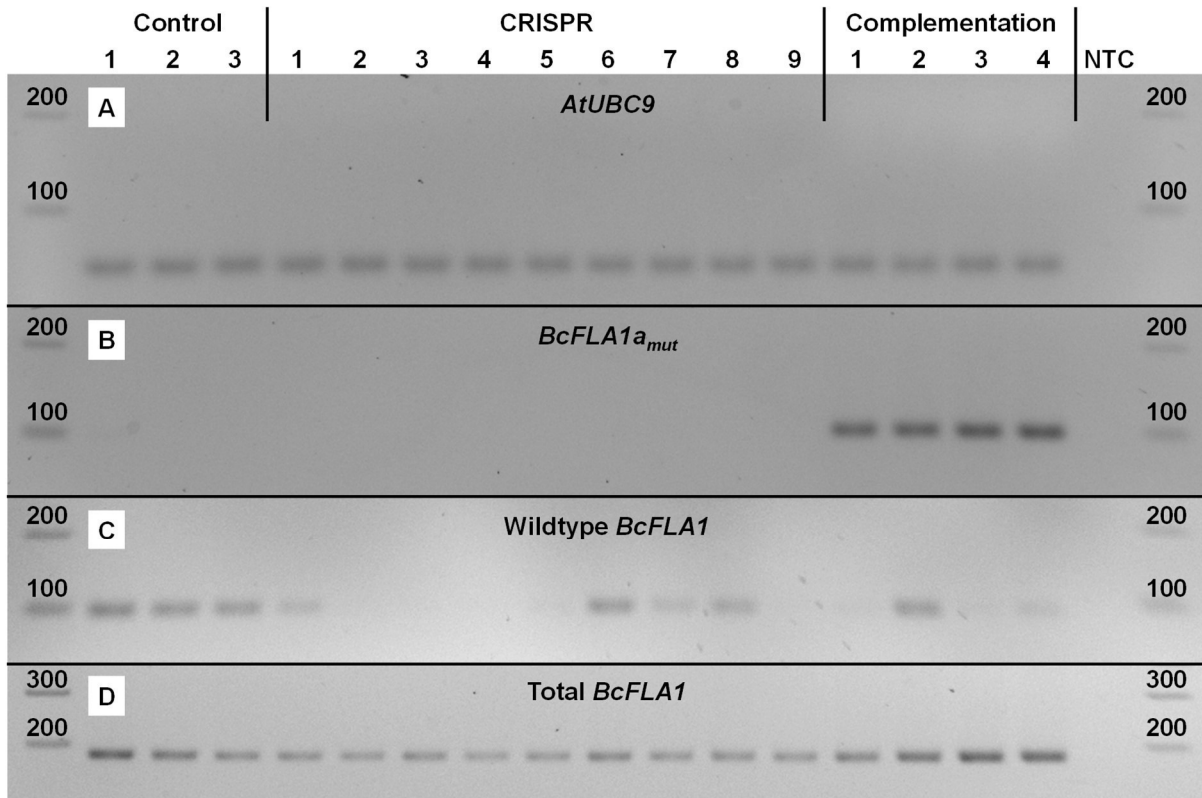 Control CRISPR Complementation
1 2 3 1 2 3 4 5 6 7 8 9 1 2 3 4 NTC
200 A AtUBC9 200
100 100
200 B BcFLA1amut 200
100 100
200 C Wildtype BcFLA1 200
100 100
300 D Total BcFLA1 300
200 200